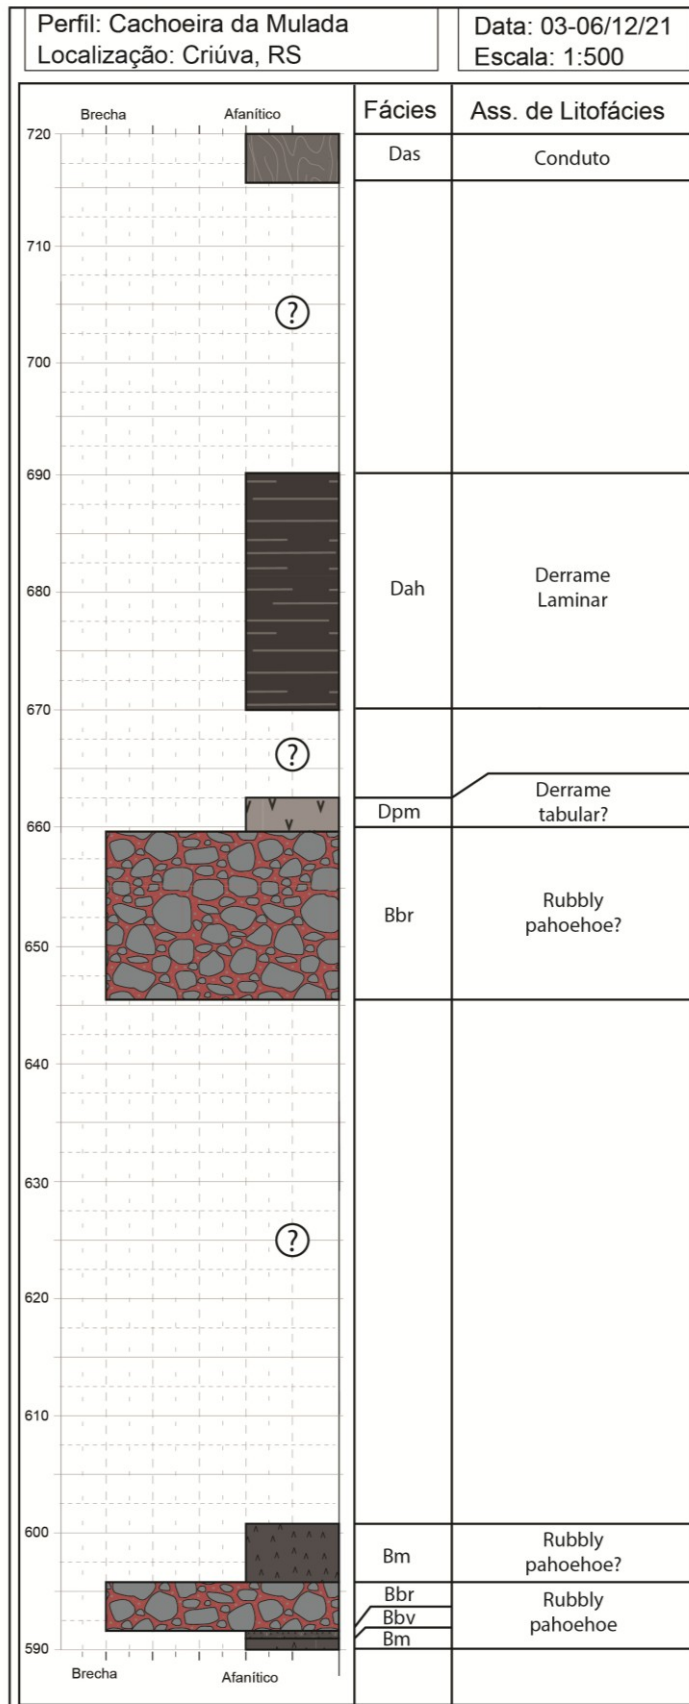 Perfil: Cachoeira da Mulada
Localização: Criúva, RS
Data: 03-06/12/21
Escala: 1:500
Brecha
Afanítico
Fácies
Ass. de Litofácies
720
Das
Conduto
710
?
700
690
Dah
Derrame
Laminar
680
670
?
Dpm
Derrame
tabular?
660
Bbr
Rubbly
pahoehoe?
650
640
630
?
620
610
600
Bm
Rubbly
pahoehoe?
Bbr
Bbv
Bm
Rubbly
pahoehoe
590
Brecha
Afanítico